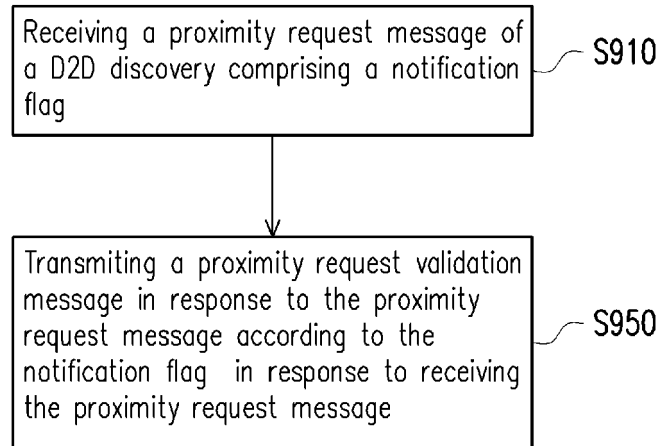 Receiving a proximity request message of
a D2D discovery comprising a notification
flag
S910
Transmiting a proximity request validation
message in response to the proximity
request message according to the
notification flag in response to receiving
the proximity request message
S950